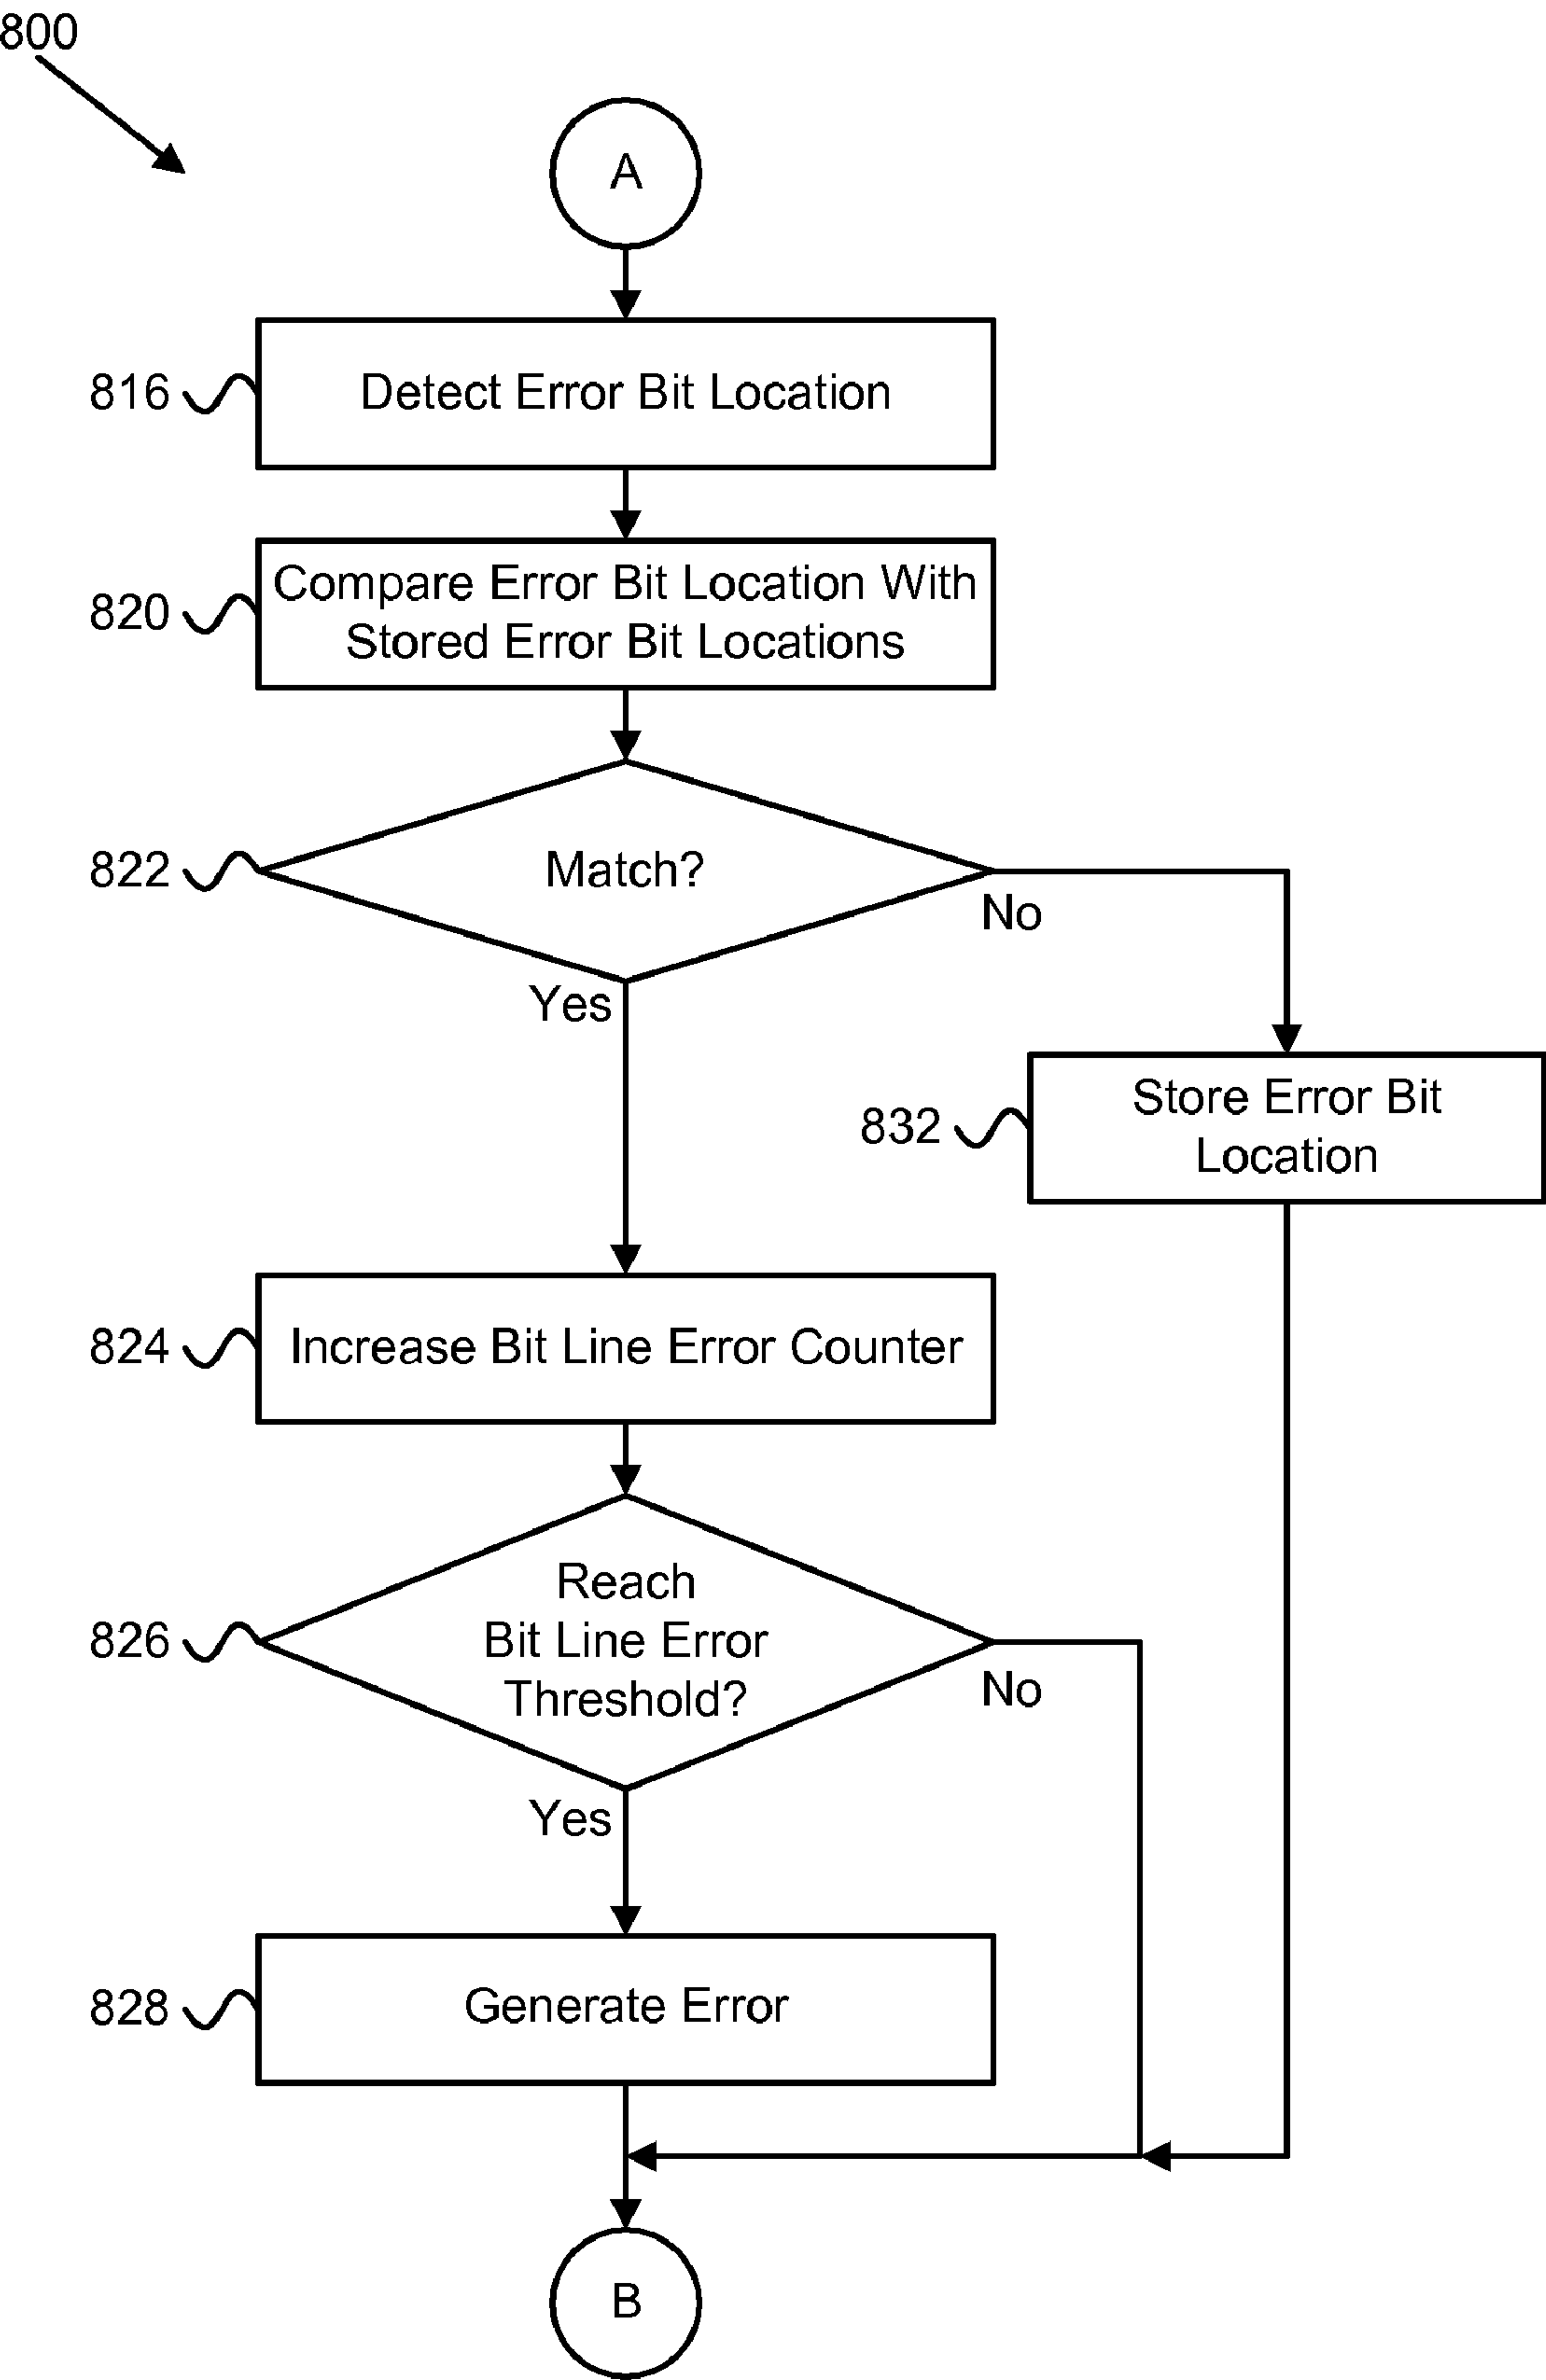 800
A
816
Detect Error Bit Location
820
Compare Error Bit Location With
Stored Error Bit Locations
822
Match?
No
Yes
832
Store Error Bit
Location
824
Increase Bit Line Error Counter
826
Reach
Bit Line Error
Threshold?
No
Yes
828
Generate Error
B